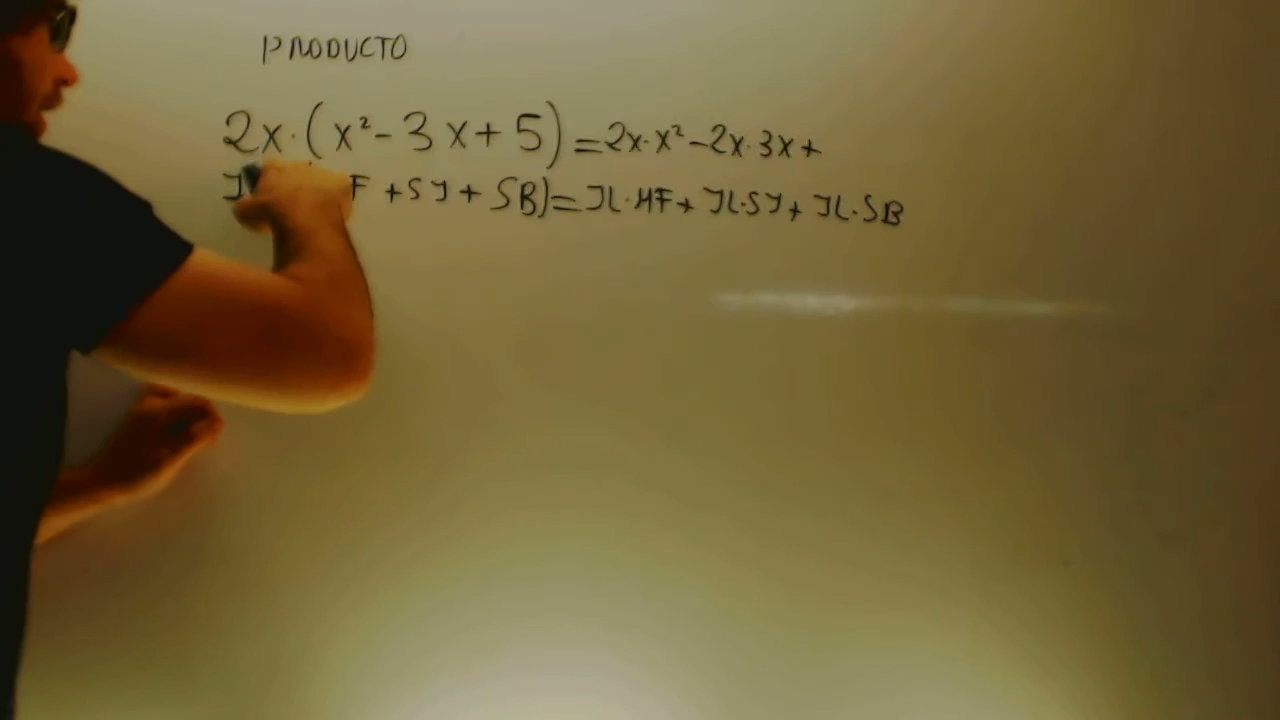 PRODUCTO
2x·(x²-3x+5)=2x·x²-2x·3x+
F +SJ+ SB)=JL·MF+ JL·SJ+ JL·SB